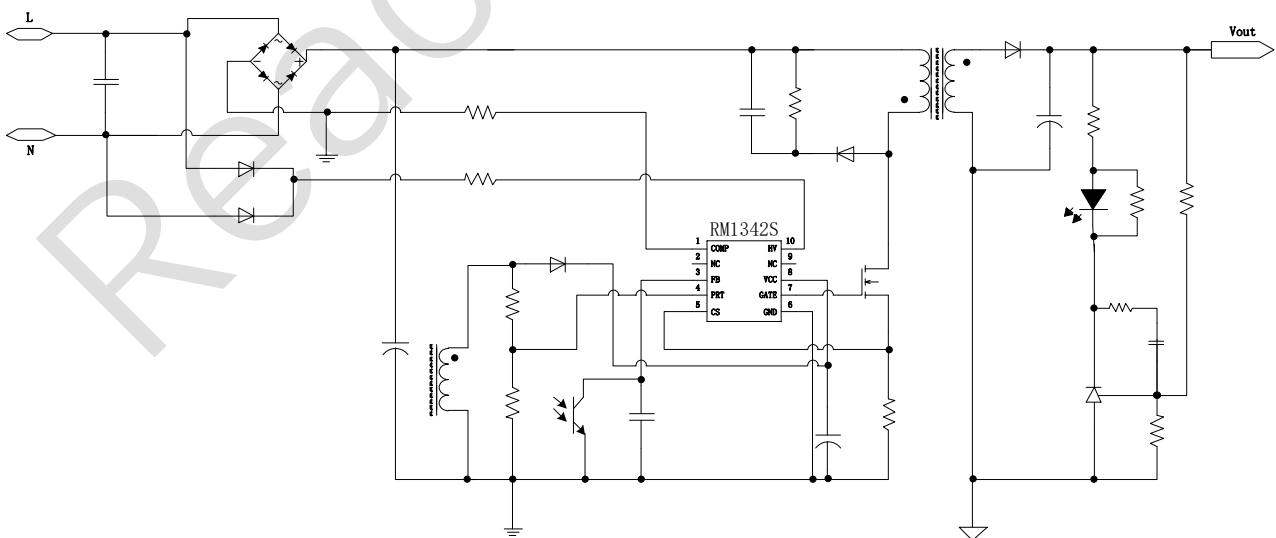 L
Vout
N
RM1342S
1 COMP HV 10
2 NC NC 9
3 FB VCC 8
4 PRT GATE 7
5 CS GND 6
~
- +
~